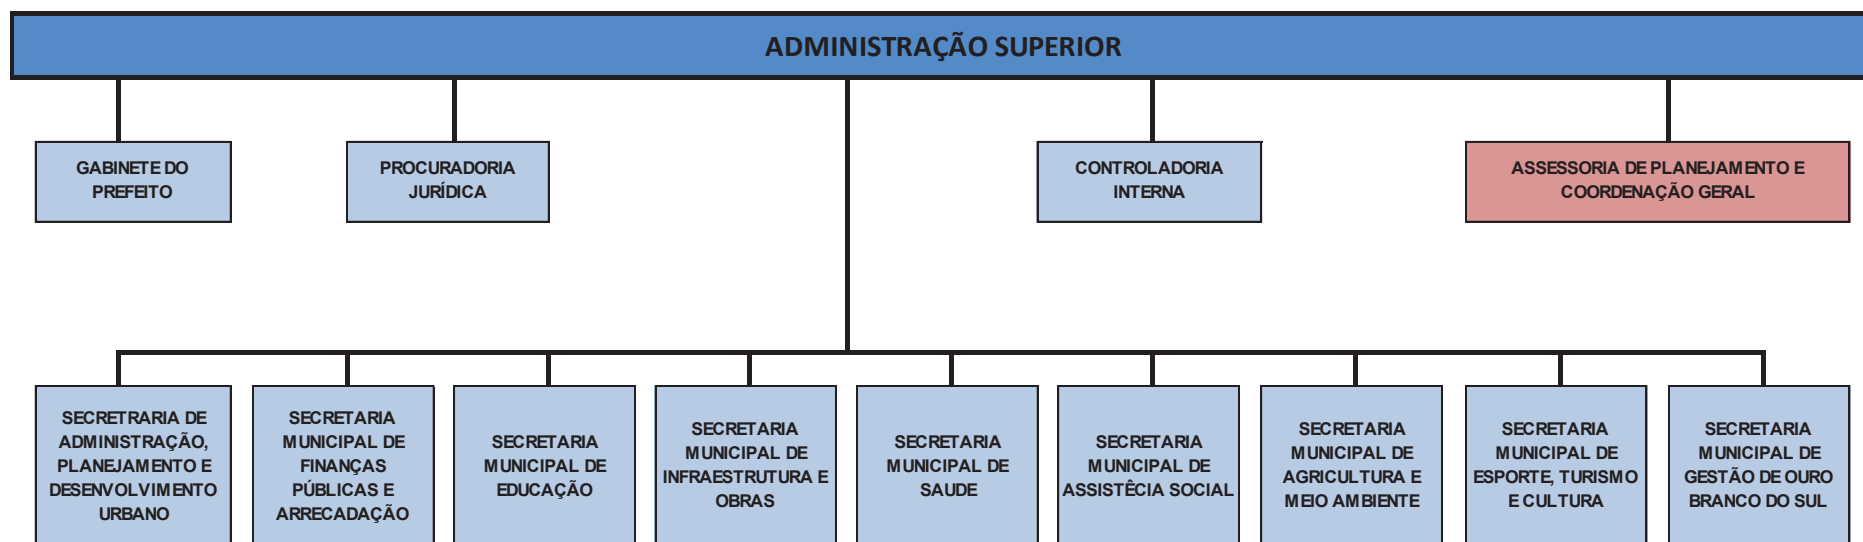 ADMINISTRAÇÃO SUPERIOR
GABINETE DO
PREFEITO
PROCURADORIA
JURÍDICA
CONTROLADORIA
INTERNA
ASSESSORIA DE PLANEJAMENTO E
COORDENAÇÃO GERAL
SECRETRARIA DE
ADMINISTRAÇÃO,
PLANEJAMENTO E
DESENVOLVIMENTO
URBANO
SECRETARIA
MUNICIPAL DE
FINANÇAS
PÚBLICAS E
ARRECADAÇÃO
SECRETARIA
MUNICIPAL DE
EDUCAÇÃO
SECRETARIA
MUNICIPAL DE
INFRAESTRUTURA E
OBRAS
SECRETARIA
MUNICIPAL DE
SAUDE
SECRETARIA
MUNICIPAL DE
ASSISTÊCIA SOCIAL
SECRETARIA
MUNICIPAL DE
AGRICULTURA E
MEIO AMBIENTE
SECRETARIA
MUNICIPAL DE
ESPORTE, TURISMO
E CULTURA
SECRETARIA
MUNICIPAL DE
GESTÃO DE OURO
BRANCO DO SUL